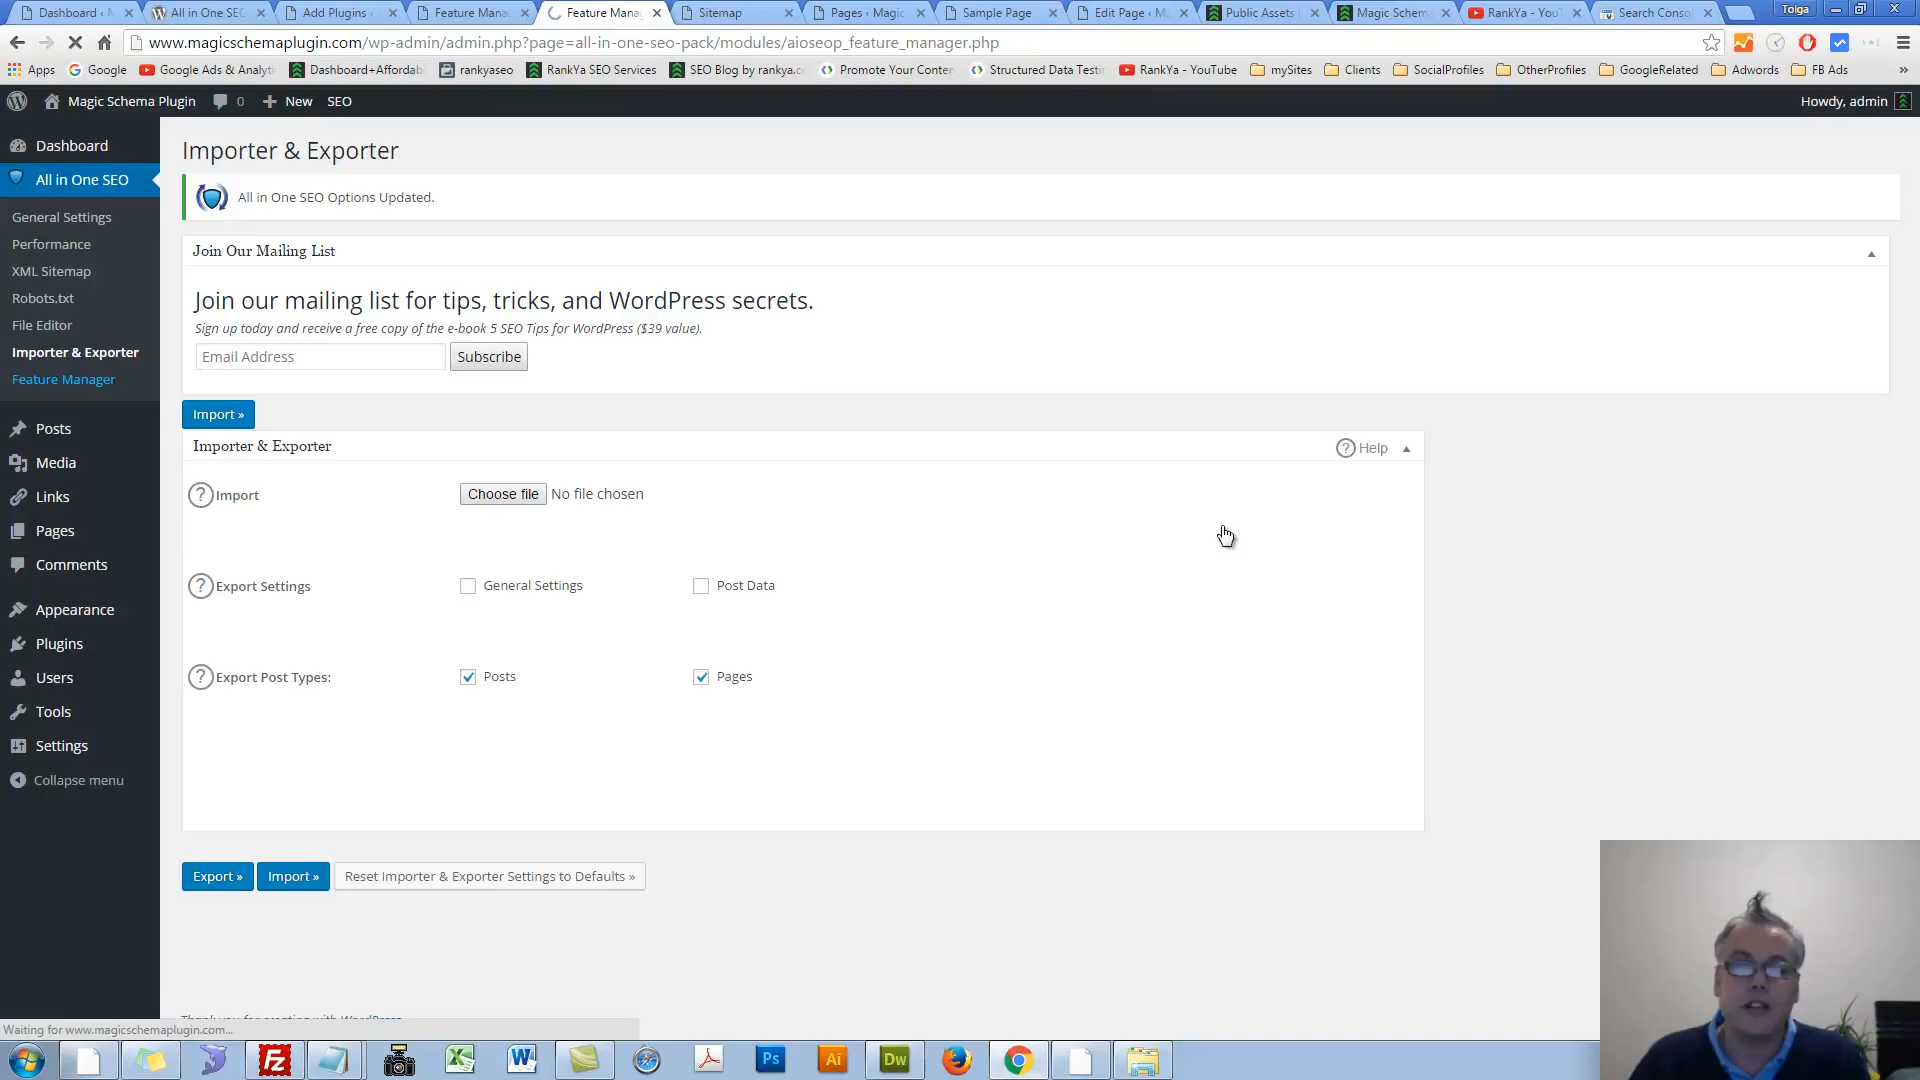 Dashboard ‹ M
All in One SEO
Add Plugins ‹
Feature Mana
Feature Mana
Sitemap
Pages ‹ Magic
Sample Page
Edit Page ‹ M
Public Assets
Magic Schem
RankYa - YouT
Search Conso
Tolga
www.magicschemaplugin.com/wp-admin/admin.php?page=all-in-one-seo-pack/modules/aioseop_feature_manager.php
Apps
Google
Google Ads & Analyti
Dashboard+Affordab
rankyaseo
RankYa SEO Services
SEO Blog by rankya.c
Promote Your Conten
Structured Data Testi
RankYa - YouTube
mySites
Clients
SocialProfiles
OtherProfiles
GoogleRelated
Adwords
FB Ads
»
Magic Schema Plugin
0
New
SEO
Howdy, admin
Dashboard
All in One SEO
General Settings
Performance
XML Sitemap
Robots.txt
File Editor
Importer & Exporter
Feature Manager
Posts
Media
Links
Pages
Comments
Appearance
Plugins
Users
Tools
Settings
Collapse menu
Importer & Exporter
All in One SEO Options Updated.
Join Our Mailing List
Join our mailing list for tips, tricks, and WordPress secrets.
Sign up today and receive a free copy of the e-book 5 SEO Tips for WordPress ($39 value).
Email Address
Subscribe
Import »
Importer & Exporter
? Help
? Import
Choose file No file chosen
? Export Settings
General Settings
Post Data
? Export Post Types:
Posts
Pages
Export »
Import »
Reset Importer & Exporter Settings to Defaults »
Waiting for www.magicschemaplugin.com...
Fz
X
W
Ps
Ai
Dw